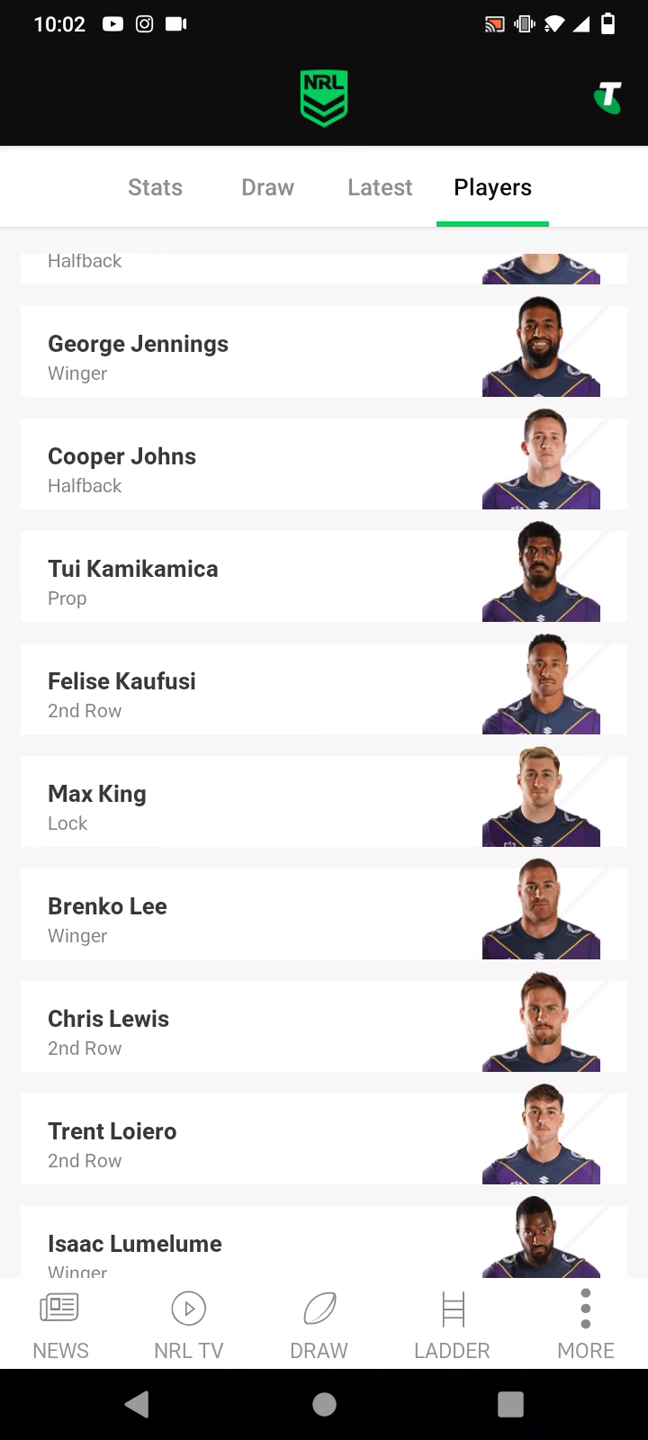 10:02
NRL
T
Stats Draw Latest Players
Halfback
George Jennings
Winger
Cooper Johns
Halfback
Tui Kamikamica
Prop
Felise Kaufusi
2nd Row
Max King
Lock
Brenko Lee
Winger
Chris Lewis
2nd Row
Trent Loiero
2nd Row
Isaac Lumelume
Winger
NEWS NRL TV DRAW LADDER MORE